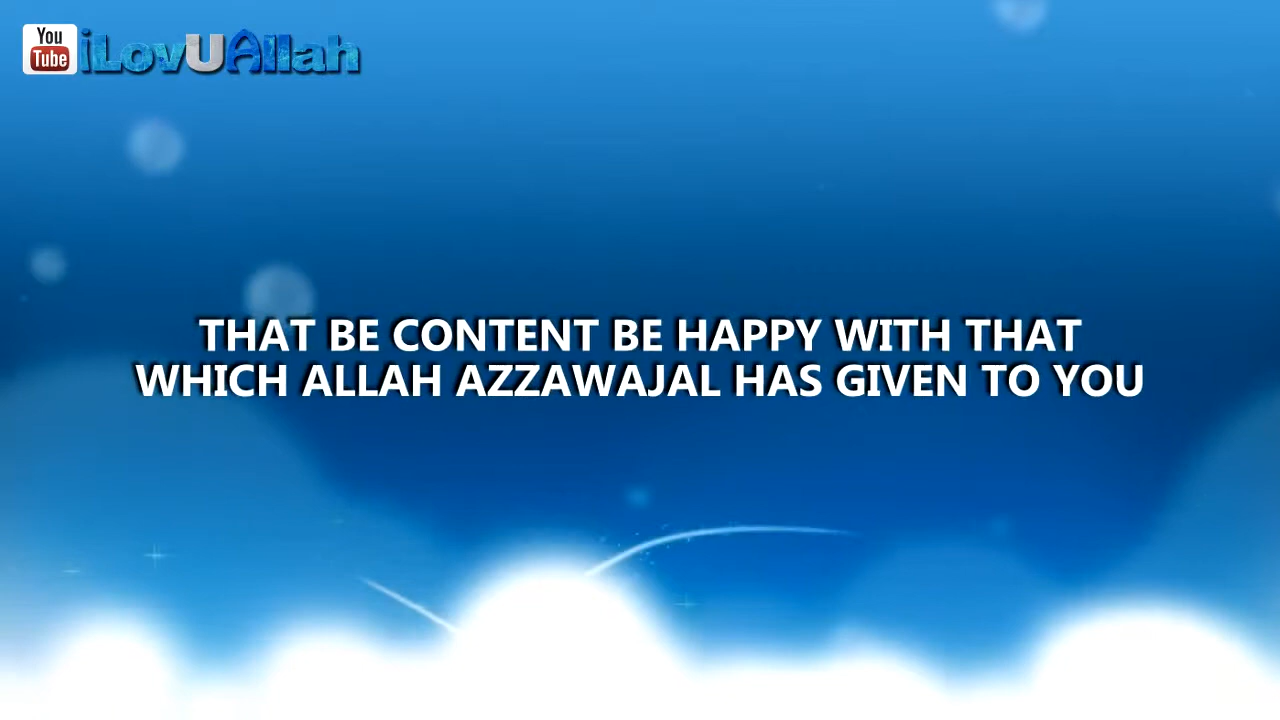 You
Tube
iLovUAllah
THAT BE CONTENT BE HAPPY WITH THAT
WHICH ALLAH AZZAWAJAL HAS GIVEN TO YOU